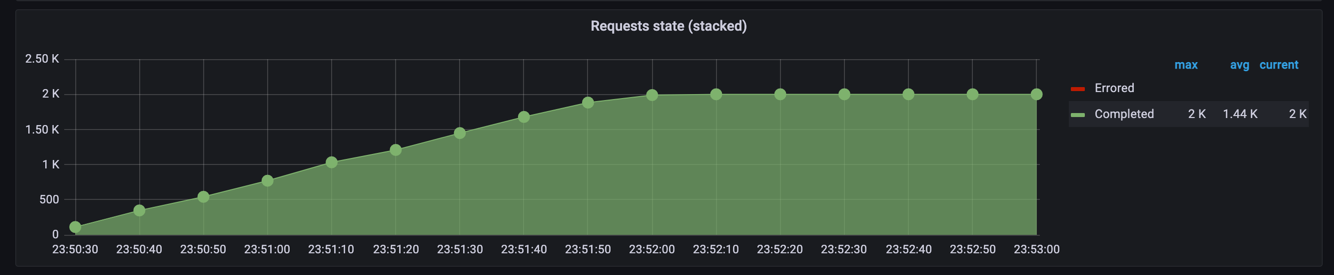 Requests state (stacked)
2.50 K
2 K
1.50 K
1 K
500
0
23:50:30 23:50:40 23:50:50 23:51:00 23:51:10 23:51:20 23:51:30 23:51:40 23:51:50 23:52:00 23:52:10 23:52:20 23:52:30 23:52:40 23:52:50 23:53:00
max avg current
Errored
Completed 2 K 1.44 K 2 K